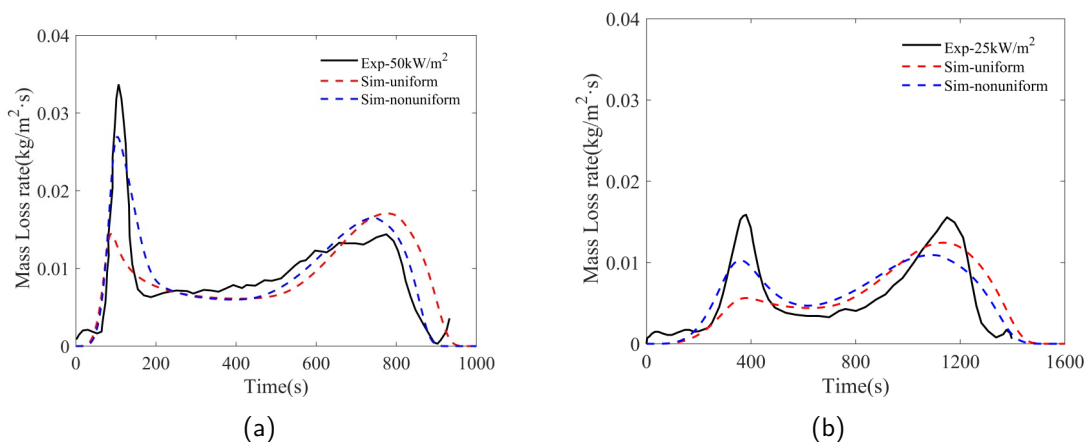 0.04
Exp-50kW/m²
Sim-uniform
Sim-nonuniform
0.03
0.02
0.01
0
Mass Loss rate(kg/m²·s)
0 200 400 600 800 1000
Time(s)
(a)
0.04
Exp-25kW/m²
Sim-uniform
Sim-nonuniform
0.03
0.02
0.01
0
Mass Loss rate(kg/m²·s)
0 400 800 1200 1600
Time(s)
(b)